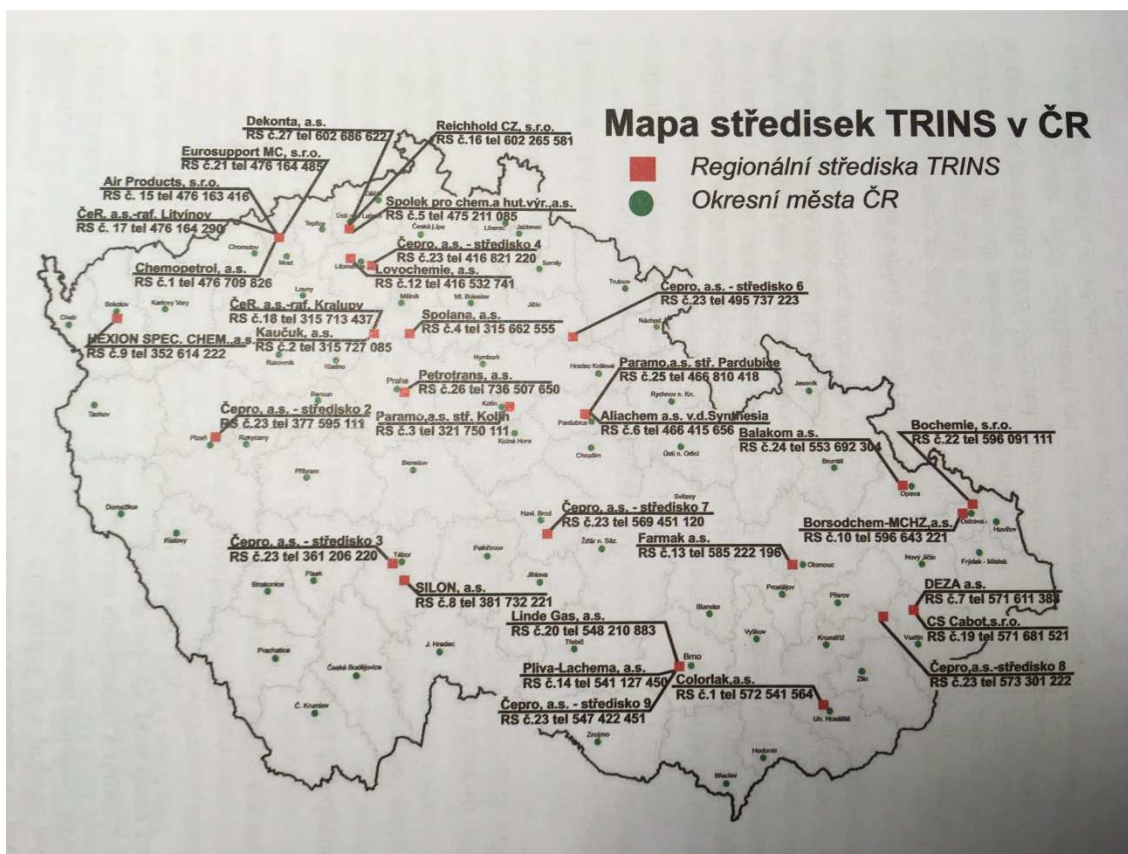 Mapa středisek TRINS v ČR
Regionální střediska TRINS
Okresní města ČR
Dekonta, a.s.
RS č.27 tel 602 686 622
Reichhold CZ, s.r.o.
RS č.16 tel 602 265 581
Eurosupport MC, s.r.o.
RS č.21 tel 476 164 485
Air Products, s.r.o.
RS č. 15 tel 476 163 416
ČeR. a.s.-raf. Litvínov
RS č. 17 tel 476 164 290
Chemopetrol, a.s.
RS č.1 tel 476 709 826
Spolek pro chem.a hut.výr.,a.s.
RS č.5 tel 475 211 085
Čepro, a.s. - středisko 4
RS č.23 tel 416 821 220
Lovochemie, a.s.
RS č.12 tel 416 532 741
Čepro, a.s. - středisko 6
RS č.23 tel 495 737 223
ČeR. a.s.-raf. Kralupy
RS č.18 tel 315 713 437
Kaučuk, a.s.
RS č.2 tel 315 727 085
Spolana, a.s.
RS č.4 tel 315 662 555
HEXION SPEC. CHEM.,a.s.
RS č.9 tel 352 614 222
Petrotrans, a.s.
RS č.26 tel 736 507 650
Paramo,a.s. stř. Pardubice
RS č.25 tel 466 810 418
Čepro, a.s. - středisko 2
RS č.23 tel 377 595 111
Paramo,a.s. stř. Kolín
RS č.3 tel 321 750 111
Aliachem a.s. v.d.Synthesia
RS č.6 tel 466 415 656
Bochemie, s.r.o.
RS č.22 tel 596 091 111
Balakom a.s.
RS č.24 tel 553 692 304
Čepro, a.s. - středisko 7
RS č.23 tel 569 451 120
Borsodchem-MCHZ,a.s.
RS č.10 tel 596 643 221
Čepro, a.s. - středisko 3
RS č.23 tel 361 206 220
Farmak a.s.
RS č.13 tel 585 222 196
SILON, a.s.
RS č.8 tel 381 732 221
DEZA a.s.
RS č.7 tel 571 611 383
CS Cabot,s.r.o.
RS č.19 tel 571 681 521
Linde Gas, a.s.
RS č.20 tel 548 210 883
Pliva-Lachema, a.s.
RS č.14 tel 541 127 450
Colorlak,a.s.
RS č.1 tel 572 541 564
Čepro,a.s.-středisko 8
RS č.23 tel 573 301 222
Čepro, a.s. - středisko 9
RS č.23 tel 547 422 451
Teplice
Česká Lípa
Liberec
Jablonec
Chomutov
Most
Semily
Trutnov
Louny
Sokolov
Karlovy Vary
Cheb
Mělník
Ml. Boleslav
Jičín
Náchod
Rakovník
Kladno
Nymburk
Hradec Králové
Praha
Beroun
Kolín
Rychnov n. Kn.
Jeseník
Tachov
Plzeň
Rokycany
Kutná Hora
Pardubice
Chrudim
Ústí n. Orlicí
Bruntál
Příbram
Benešov
Svitavy
Opava
Domažlice
Klatovy
Havl. Brod
Žďár n. Sáz.
Ostrava
Havířov
Tábor
Pelhřimov
Olomouc
Nový Jičín
Frýdek - Místek
Strakonice
Písek
Jihlava
Prostějov
Přerov
Blansko
Vyškov
Kroměříž
Vsetín
Prachatice
J. Hradec
Třebíč
České Budějovice
Brno
Zlín
Č. Krumlov
Uh. Hradiště
Znojmo
Hodonín
Břeclav